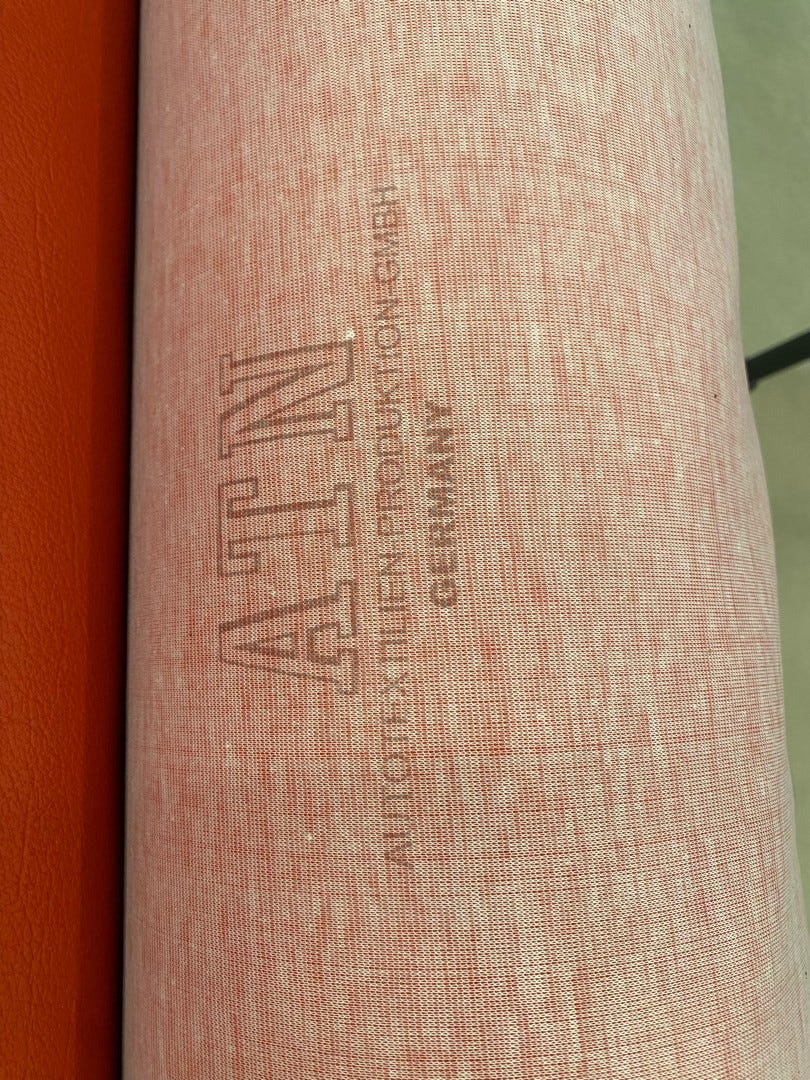 ATN
AUTOTEXTILIEN-PRODUKTION-GMBH
GERMANY